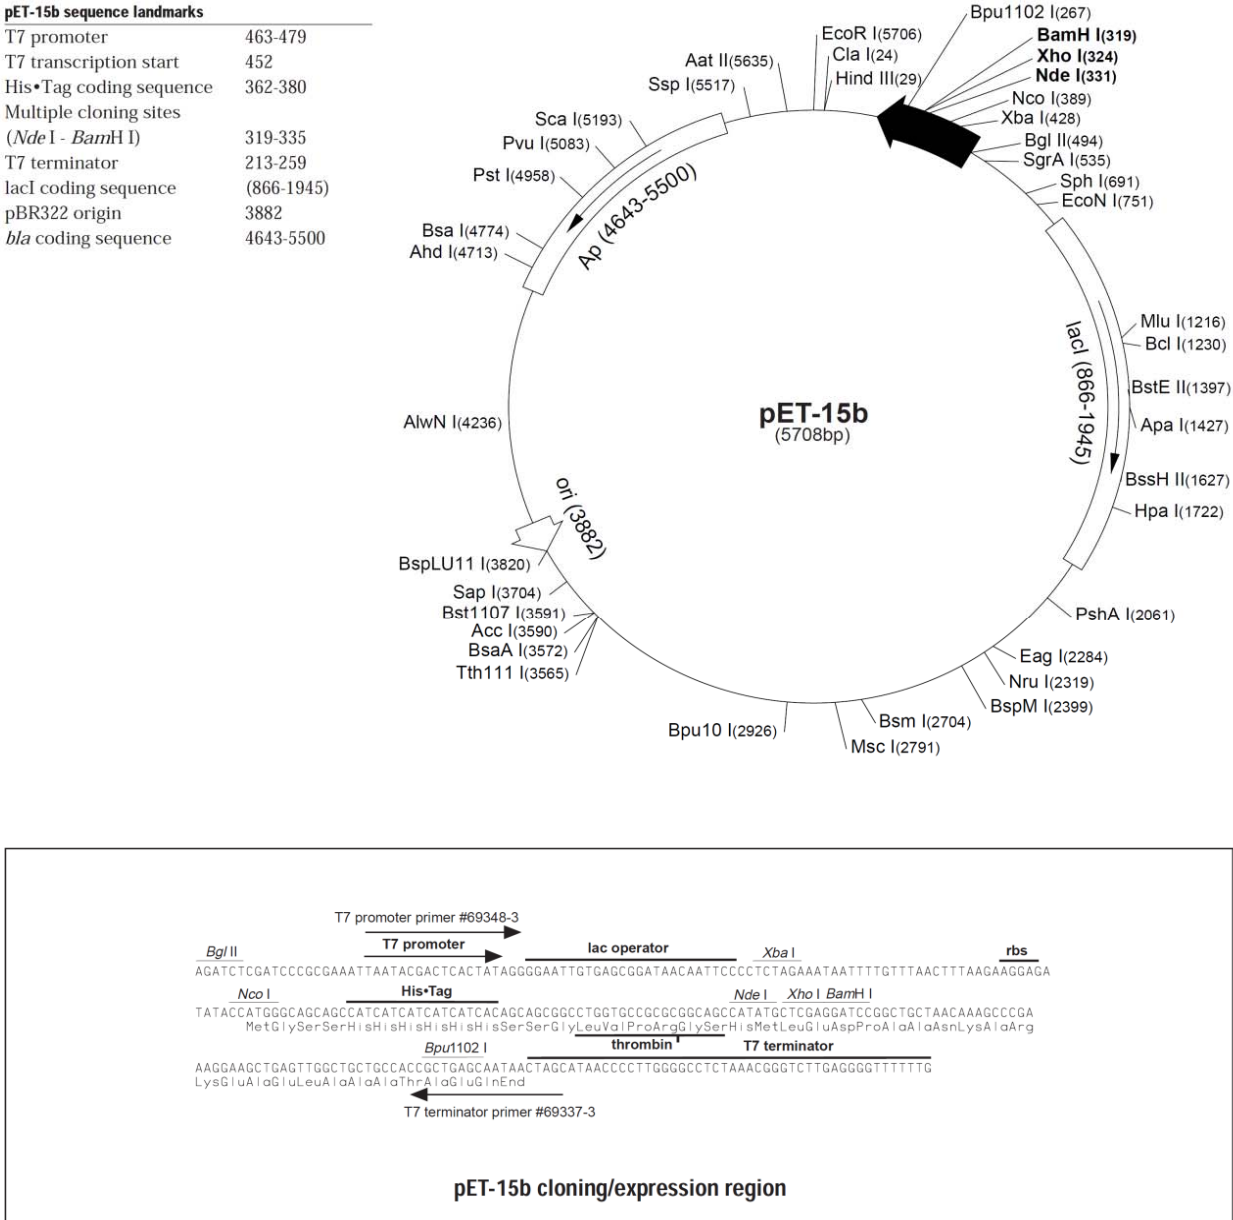 pET-15b sequence landmarks
T7 promoter 463-479
T7 transcription start 452
His•Tag coding sequence 362-380
Multiple cloning sites
(Nde I - BamH I) 319-335
T7 terminator 213-259
lacI coding sequence (866-1945)
pBR322 origin 3882
bla coding sequence 4643-5500
Bpu1102 I(267)
BamH I(319)
Xho I(324)
Nde I(331)
Nco I(389)
Xba I(428)
Bgl II(494)
SgrA I(535)
Sph I(691)
EcoN I(751)
EcoR I(5706)
Cla I(24)
Hind III(29)
Aat II(5635)
Ssp I(5517)
Sca I(5193)
Pvu I(5083)
Pst I(4958)
Bsa I(4774)
Ahd I(4713)
Ap (4643-5500)
lacI (866-1945)
Mlu I(1216)
Bcl I(1230)
BstE II(1397)
Apa I(1427)
BssH II(1627)
Hpa I(1722)
pET-15b
(5708bp)
AlwN I(4236)
ori (3882)
BspLU11 I(3820)
Sap I(3704)
Bst1107 I(3591)
Acc I(3590)
BsaA I(3572)
Tth111 I(3565)
PshA I(2061)
Eag I(2284)
Nru I(2319)
BspM I(2399)
Bsm I(2704)
Msc I(2791)
Bpu10 I(2926)
T7 promoter primer #69348-3
Bgl II T7 promoter lac operator Xba I rbs
AGATCTCGATCCCGCGAAATTAATACGACTCACTATAGGGGAATTGTGAGCGGATAACAATTCCCCTCTAGAAATAATTTTGTTTAACTTTAAGAAGGAGA
Nco I His•Tag Nde I Xho I BamH I
TATACCATGGGCAGCAGCCATCATCATCATCATCACAGCAGCGGCCTGGTGCCGCGCGGCAGCCATATGCTCGAGGATCCGGCTGCTAACAAAGCCCGA
MetGlySerSerHisHisHisHisHisHisSerSerGlyLeuValProArgGlySerHisMetLeuGluAspProAlaAlaAsnLysAlaArg
Bpu1102 I thrombin T7 terminator
AAGGAAGCTGAGTTGGCTGCTGCCACCGCTGAGCAATAACTAGCATAACCCCTTGGGGCCTCTAAACGGGTCTTGAGGGGTTTTTTG
LysGluAlaGluLeuAlaAlaAlaThrAlaGluGlnEnd
T7 terminator primer #69337-3
pET-15b cloning/expression region